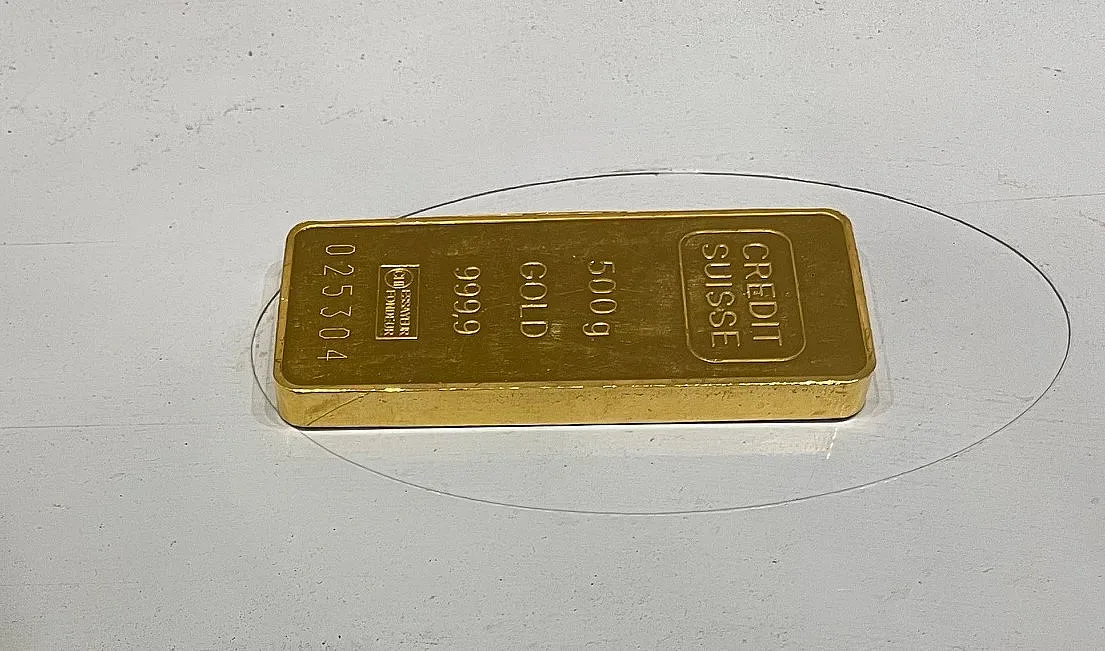 CREDIT
SUISSE
500g
GOLD
999,9
ESSAYEUR
FONDEUR
025304